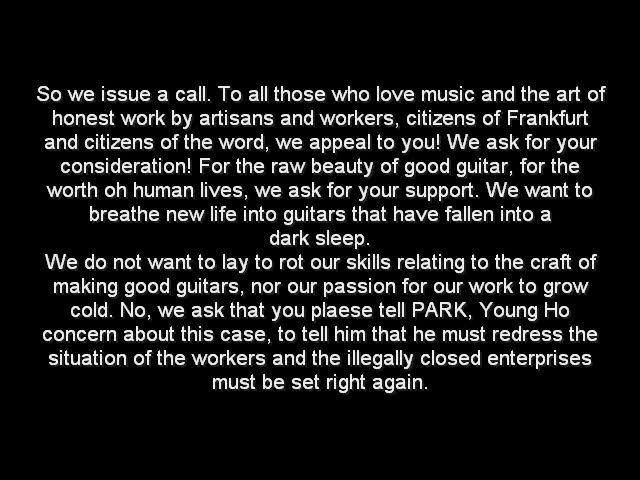 So we issue a call. To all those who love music and the art of
honest work by artisans and workers, citizens of Frankfurt
and citizens of the word, we appeal to you! We ask for your
consideration! For the raw beauty of good guitar, for the
worth oh human lives, we ask for your support. We want to
breathe new life into guitars that have fallen into a
dark sleep.
We do not want to lay to rot our skills relating to the craft of
making good guitars, nor our passion for our work to grow
cold. No, we ask that you plaese tell PARK, Young Ho
concern about this case, to tell him that he must redress the
situation of the workers and the illegally closed enterprises
must be set right again.